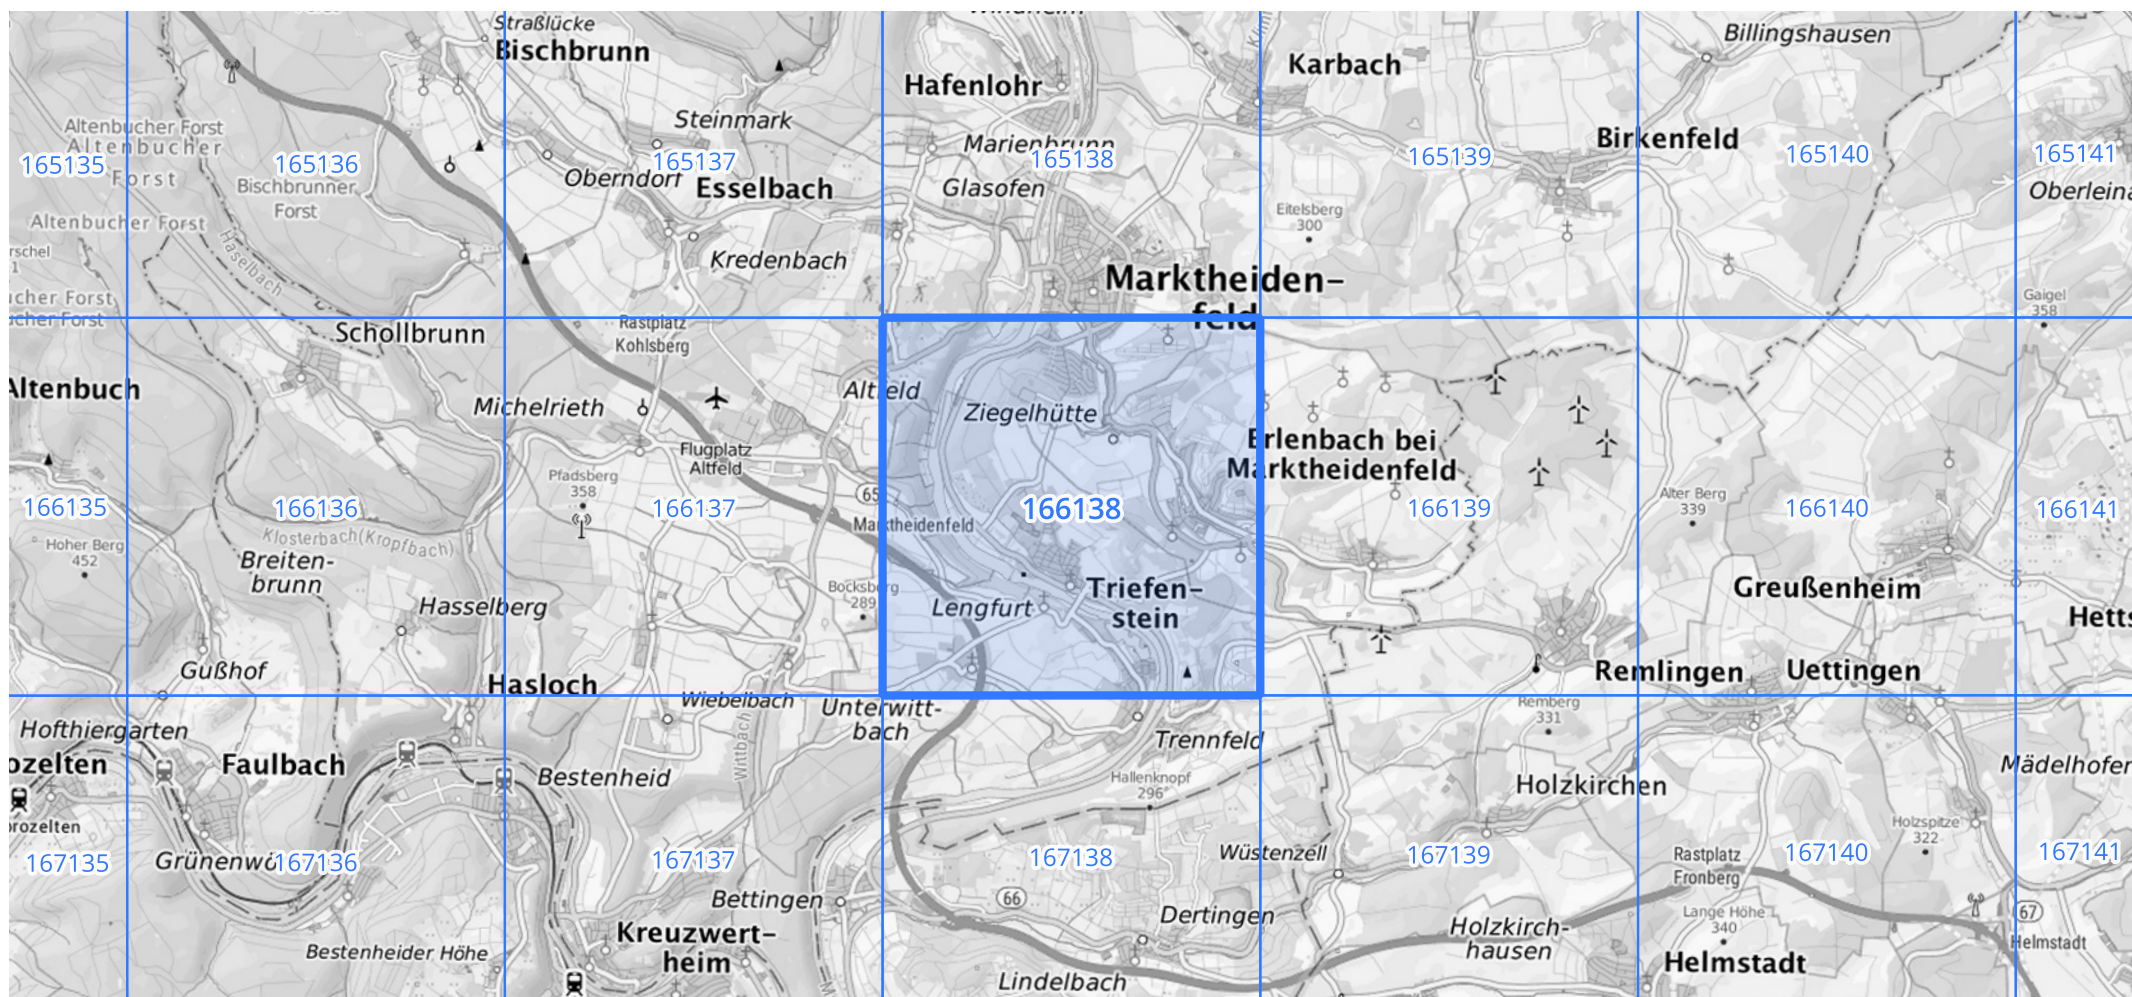 Straßlücke
Bischbrunn
Hafenlohr
Karbach
Billingshausen
Altenbucher Forst
Altenbucher
Forst
Steinmark
Marienbrunn
Birkenfeld
165135
165136
165137
165138
165139
165140
165141
Bischbrunner
Forst
Oberndorf
Esselbach
Glasofen
Eitelsberg
300
Altenbucher Forst
Haselbach
Kredenbach
Marktheiden-
feld
Gaigel
358
Schollbrunn
Rastplatz
Kohlsberg
Altenbuch
Michelrieth
Altfeld
Ziegelhütte
Erlenbach bei
Marktheidenfeld
Flugplatz
Altfeld
Pfadsberg
358
65
Alter Berg
339
166135
166136
166137
166138
166139
166140
166141
Marktheidenfeld
Klosterbach(Kropfbach)
Hoher Berg
452
Breiten-
brunn
Hasselberg
Bocksberg
289
Lengfurt
Triefen-
stein
Greußenheim
Gußhof
Hasloch
Remlingen
Uettingen
Wiebelbach
Unterwitt-
bach
Remberg
331
Hofthiergarten
Faulbach
Bestenheid
Wittbach
Trennfeld
Hallenknopf
296
Holzkirchen
Holzspitze
322
Grünenwö
167135
167136
167137
167138
167139
167140
167141
Wüstenzell
Rastplatz
Fronberg
Bettingen
66
Dertingen
Holzkirch-
hausen
Lange Höhe
340
67
Helmstadt
Kreuzwert-
heim
Bestenheider Höhe
Lindelbach
Helmstadt